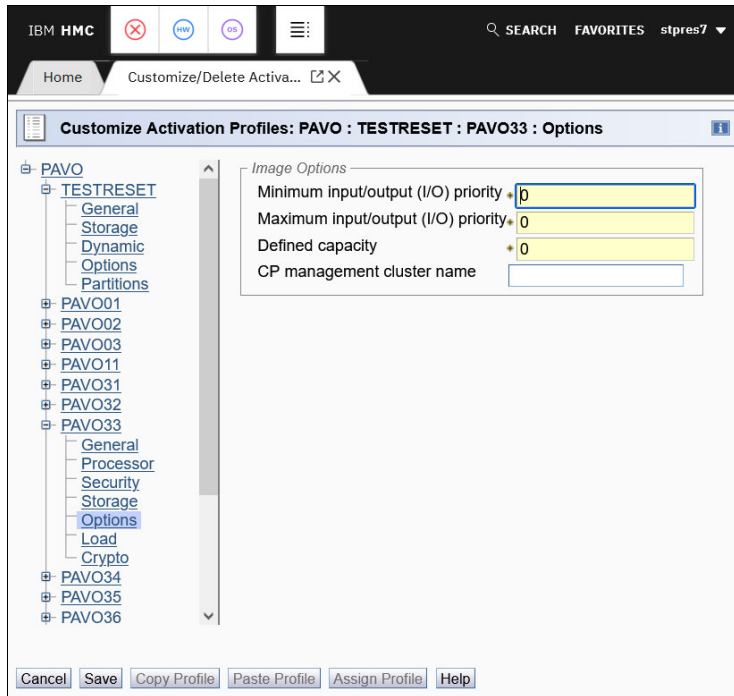 IBM HMC
HW
OS
SEARCH FAVORITES stpres7
Home Customize/Delete Activa...
Customize Activation Profiles: PAVO : TESTRESET : PAVO33 : Options
i
PAVO
TESTRESET
General
Storage
Dynamic
Options
Partitions
PAVO01
PAVO02
PAVO03
PAVO11
PAVO31
PAVO32
PAVO33
General
Processor
Security
Storage
Options
Load
Crypto
PAVO34
PAVO35
PAVO36
Image Options
Minimum input/output (I/O) priority * 0
Maximum input/output (I/O) priority * 0
Defined capacity * 0
CP management cluster name
Cancel Save Copy Profile Paste Profile Assign Profile Help